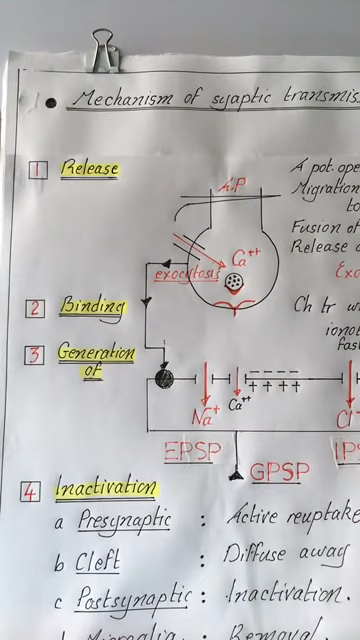 Mechanism of syaptic transmis
1 Release
A.P
A pot. ope
Migration
to
Fusion of
Release o
Exo
Ca++
exocytosis
2 Binding
Ch tr w
ionot
fast
3 Generation of
Na+
Ca++
Cl
EPSP
IPS
GPSP
4 Inactivation
a Presynaptic : Active reuptake
b Cleft : Diffuse away
c Postsynaptic : Inactivation.
Microglia Removal.